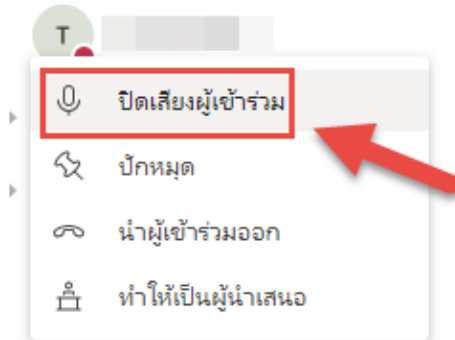 T
ปิดเสียงผู้เข้าร่วม
ปักหมุด
นำผู้เข้าร่วมออก
ทำให้เป็นผู้นำเสนอ